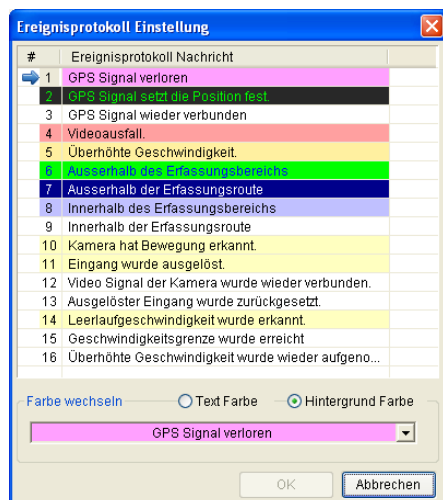 Ereignisprotokoll Einstellung
# Ereignisprotokoll Nachricht
1 GPS Signal verloren
2 GPS Signal setzt die Position fest.
3 GPS Signal wieder verbunden
4 Videoausfall.
5 Überhöhte Geschwindigkeit.
6 Ausserhalb des Erfassungsbereichs
7 Ausserhalb der Erfassungsroute
8 Innerhalb des Erfassungsbereichs
9 Innerhalb der Erfassungsroute
10 Kamera hat Bewegung erkannt.
11 Eingang wurde ausgelöst.
12 Video Signal der Kamera wurde wieder verbunden.
13 Ausgelöster Eingang wurde zurückgesetzt.
14 Leerlaufgeschwindigkeit wurde erkannt.
15 Geschwindigkeitsgrenze wurde erreicht
16 Überhöhte Geschwindigkeit wurde wieder aufgeno...
Farbe wechseln Text Farbe Hintergrund Farbe
GPS Signal verloren
OK Abbrechen